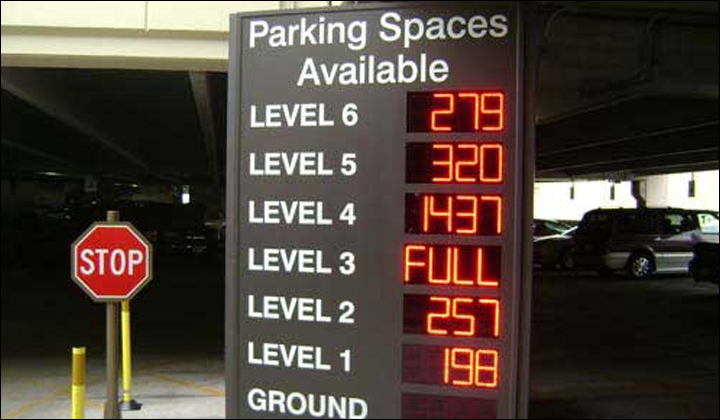 Parking Spaces
Available
LEVEL 6 279
LEVEL 5 320
LEVEL 4 1437
LEVEL 3 FULL
LEVEL 2 257
LEVEL 1 198
GROUND
STOP